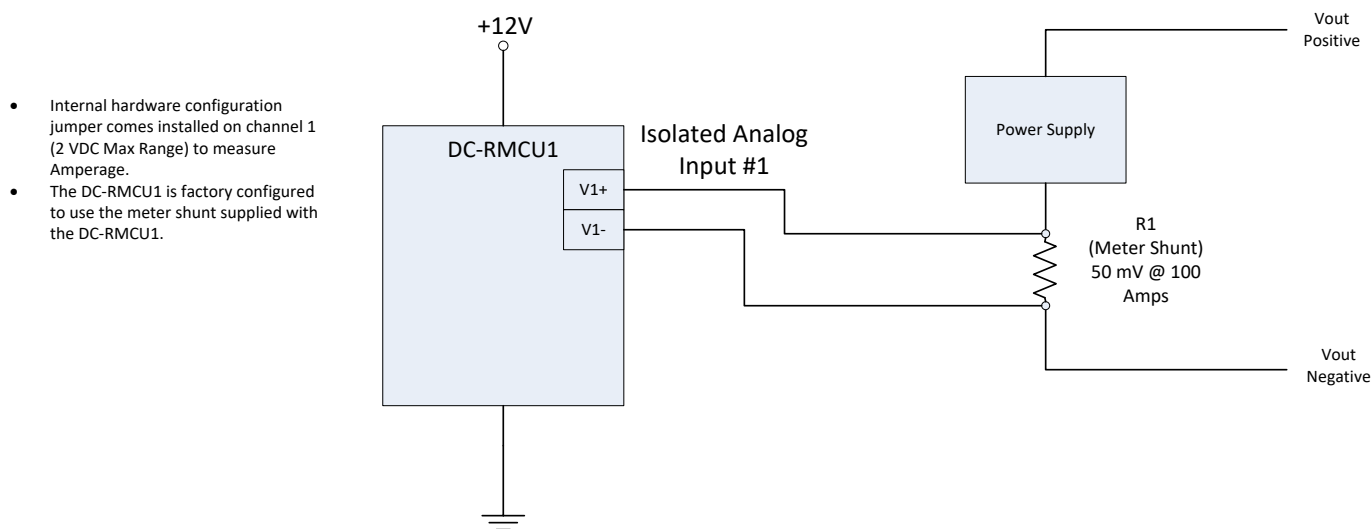 +12V
• Internal hardware configuration
jumper comes installed on channel 1
(2 VDC Max Range) to measure
Amperage.
• The DC-RMCU1 is factory configured
to use the meter shunt supplied with
the DC-RMCU1.
DC-RMCU1
V1+
V1-
Isolated Analog
Input #1
Power Supply
R1
(Meter Shunt)
50 mV @ 100
Amps
Vout
Positive
Vout
Negative